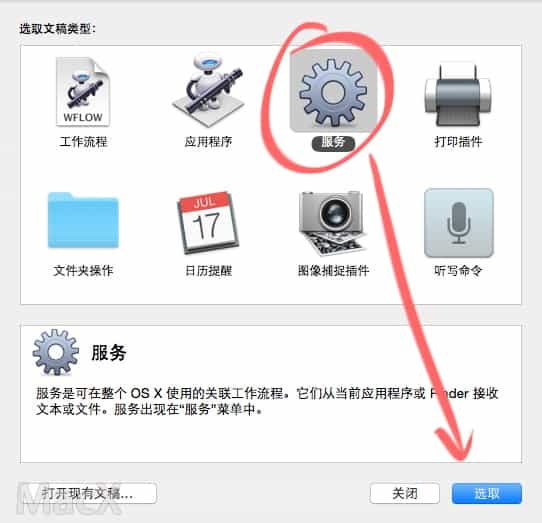 选取文稿类型：
WFLOW
工作流程 应用程序 服务 打印插件
JUL
17
文件夹操作 日历提醒 图像捕捉插件 听写命令
服务
服务是可在整个 OS X 使用的关联工作流程。它们从当前应用程序或 Finder 接收
文本或文件。服务出现在“服务”菜单中。
打开现有文稿... 关闭 选取
MacX